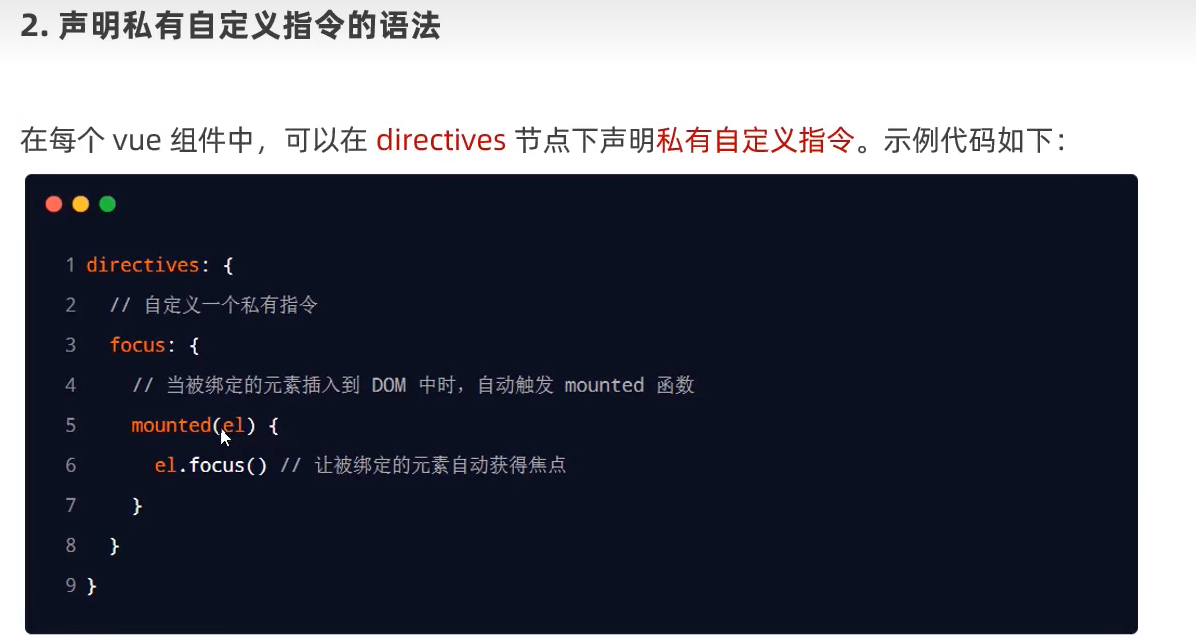 2. 声明私有自定义指令的语法
在每个 vue 组件中，可以在 directives 节点下声明私有自定义指令。示例代码如下：
1 directives: {
2   // 自定义一个私有指令
3   focus: {
4     // 当被绑定的元素插入到 DOM 中时，自动触发 mounted 函数
5     mounted(el) {
6       el.focus() // 让被绑定的元素自动获得焦点
7     }
8   }
9 }